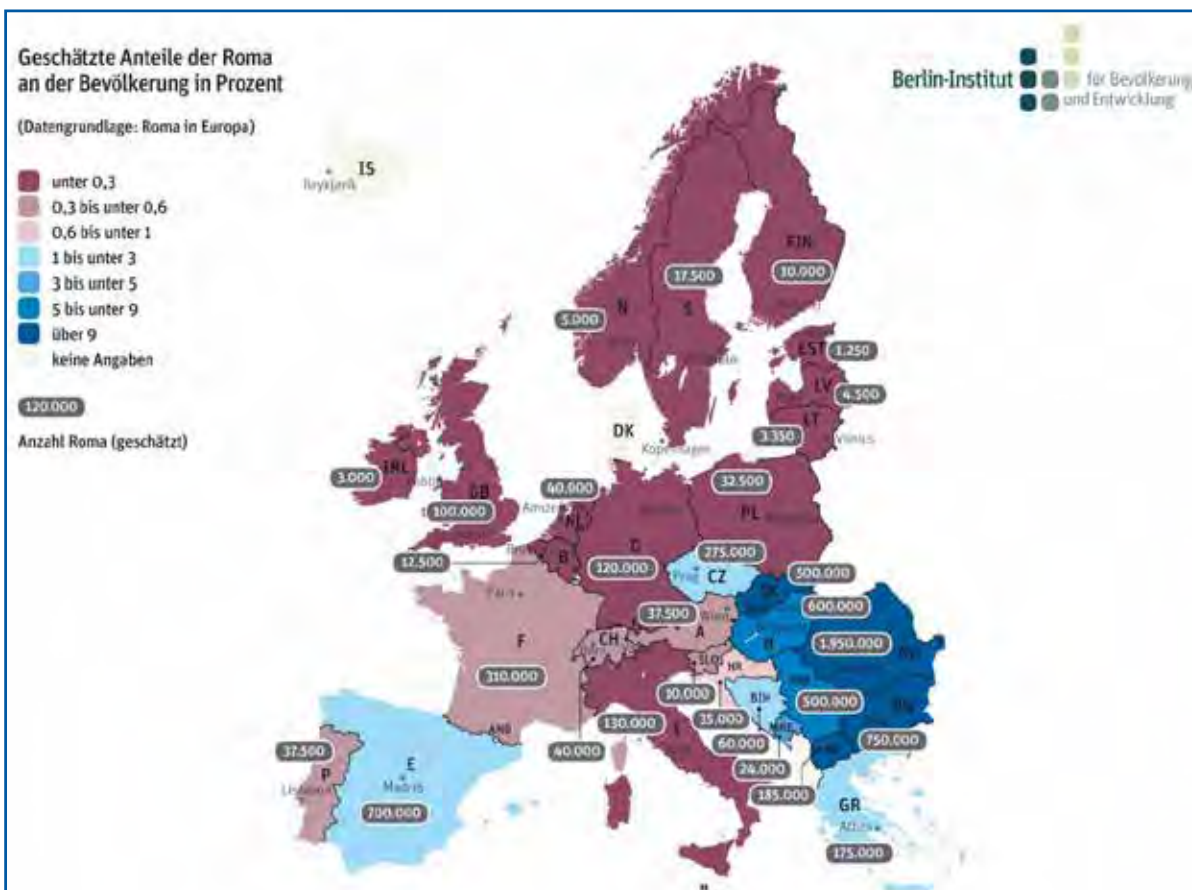 Geschätzte Anteile der Roma
an der Bevölkerung in Prozent
(Datengrundlage: Roma in Europa)
unter 0,3
0,3 bis unter 0,6
0,6 bis unter 1
1 bis unter 3
3 bis unter 5
5 bis unter 9
über 9
keine Angaben
120.000
Anzahl Roma (geschätzt)
Berlin-Institut
für Bevölkerung
und Entwicklung
IS
Reykjavik
FIN
17.500
10.000
N
S
5.000
EST
1.250
LV
4.500
LT
3.350
Vilnius
DK
Kopenhagen
IRL
3.000
GB
100.000
40.000
NL
32.500
PL
D
B
12.500
120.000
275.000
Prag
CZ
500.000
SK
600.000
Paris
37.500
Wien
A
CH
H
1.950.000
F
310.000
SLO
HR
10.000
BIH
500.000
35.000
AND
130.000
I
40.000
60.000
24.000
750.000
185.000
37.500
P
E
Madrid
700.000
GR
Athen
175.000